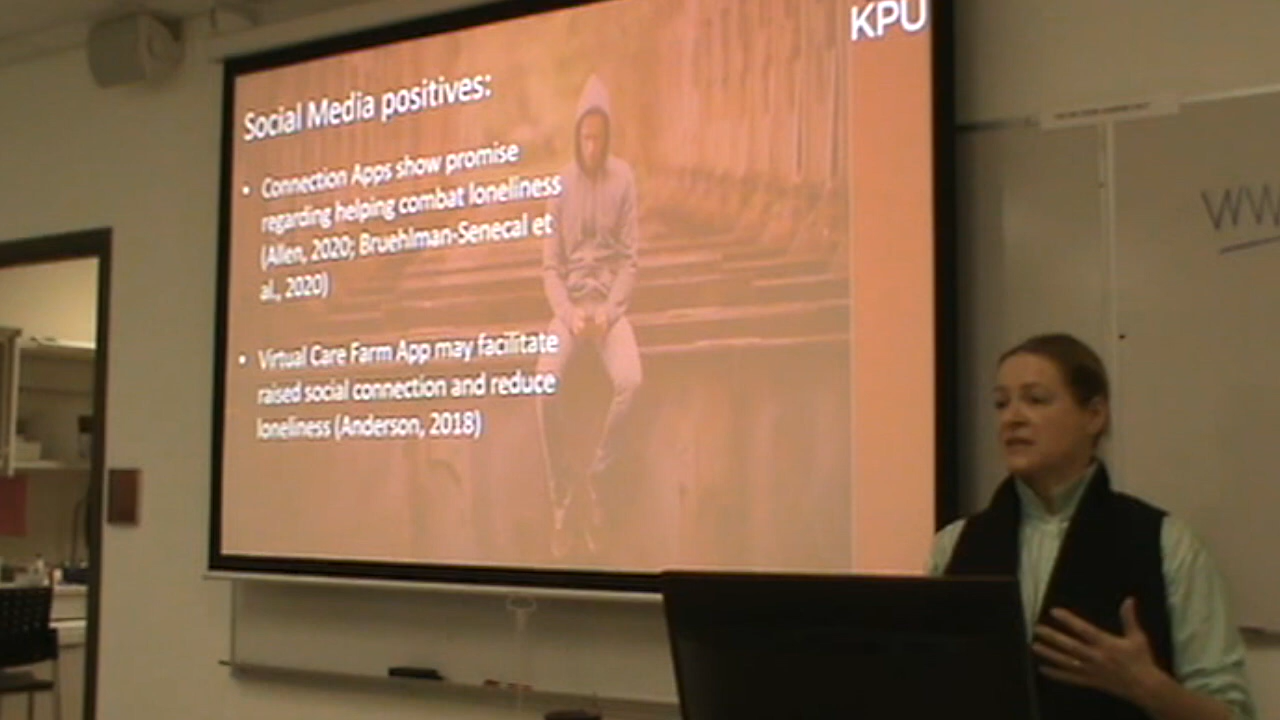 KPU
Social Media positives:
• Connection Apps show promise
regarding helping combat loneliness
(Allen, 2020; Bruehlman-Senecal et
al., 2020)
• Virtual Care Farm App may facilitate
raised social connection and reduce
loneliness (Anderson, 2018)